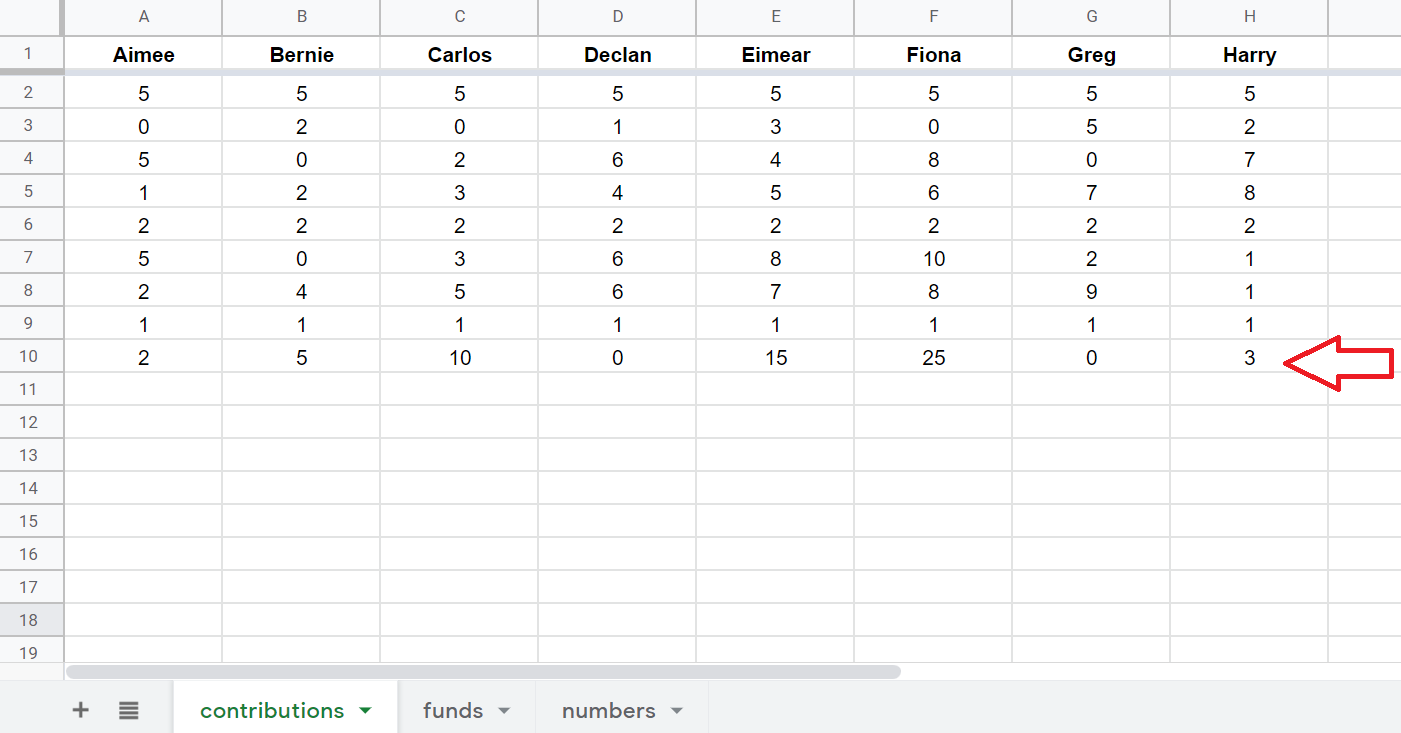 A B C D E F G H
1 Aimee Bernie Carlos Declan Eimear Fiona Greg Harry
2 5 5 5 5 5 5 5 5
3 0 2 0 1 3 0 5 2
4 5 0 2 6 4 8 0 7
5 1 2 3 4 5 6 7 8
6 2 2 2 2 2 2 2 2
7 5 0 3 6 8 10 2 1
8 2 4 5 6 7 8 9 1
9 1 1 1 1 1 1 1 1
10 2 5 10 0 15 25 0 3
11
12
13
14
15
16
17
18
19
+ contributions funds numbers